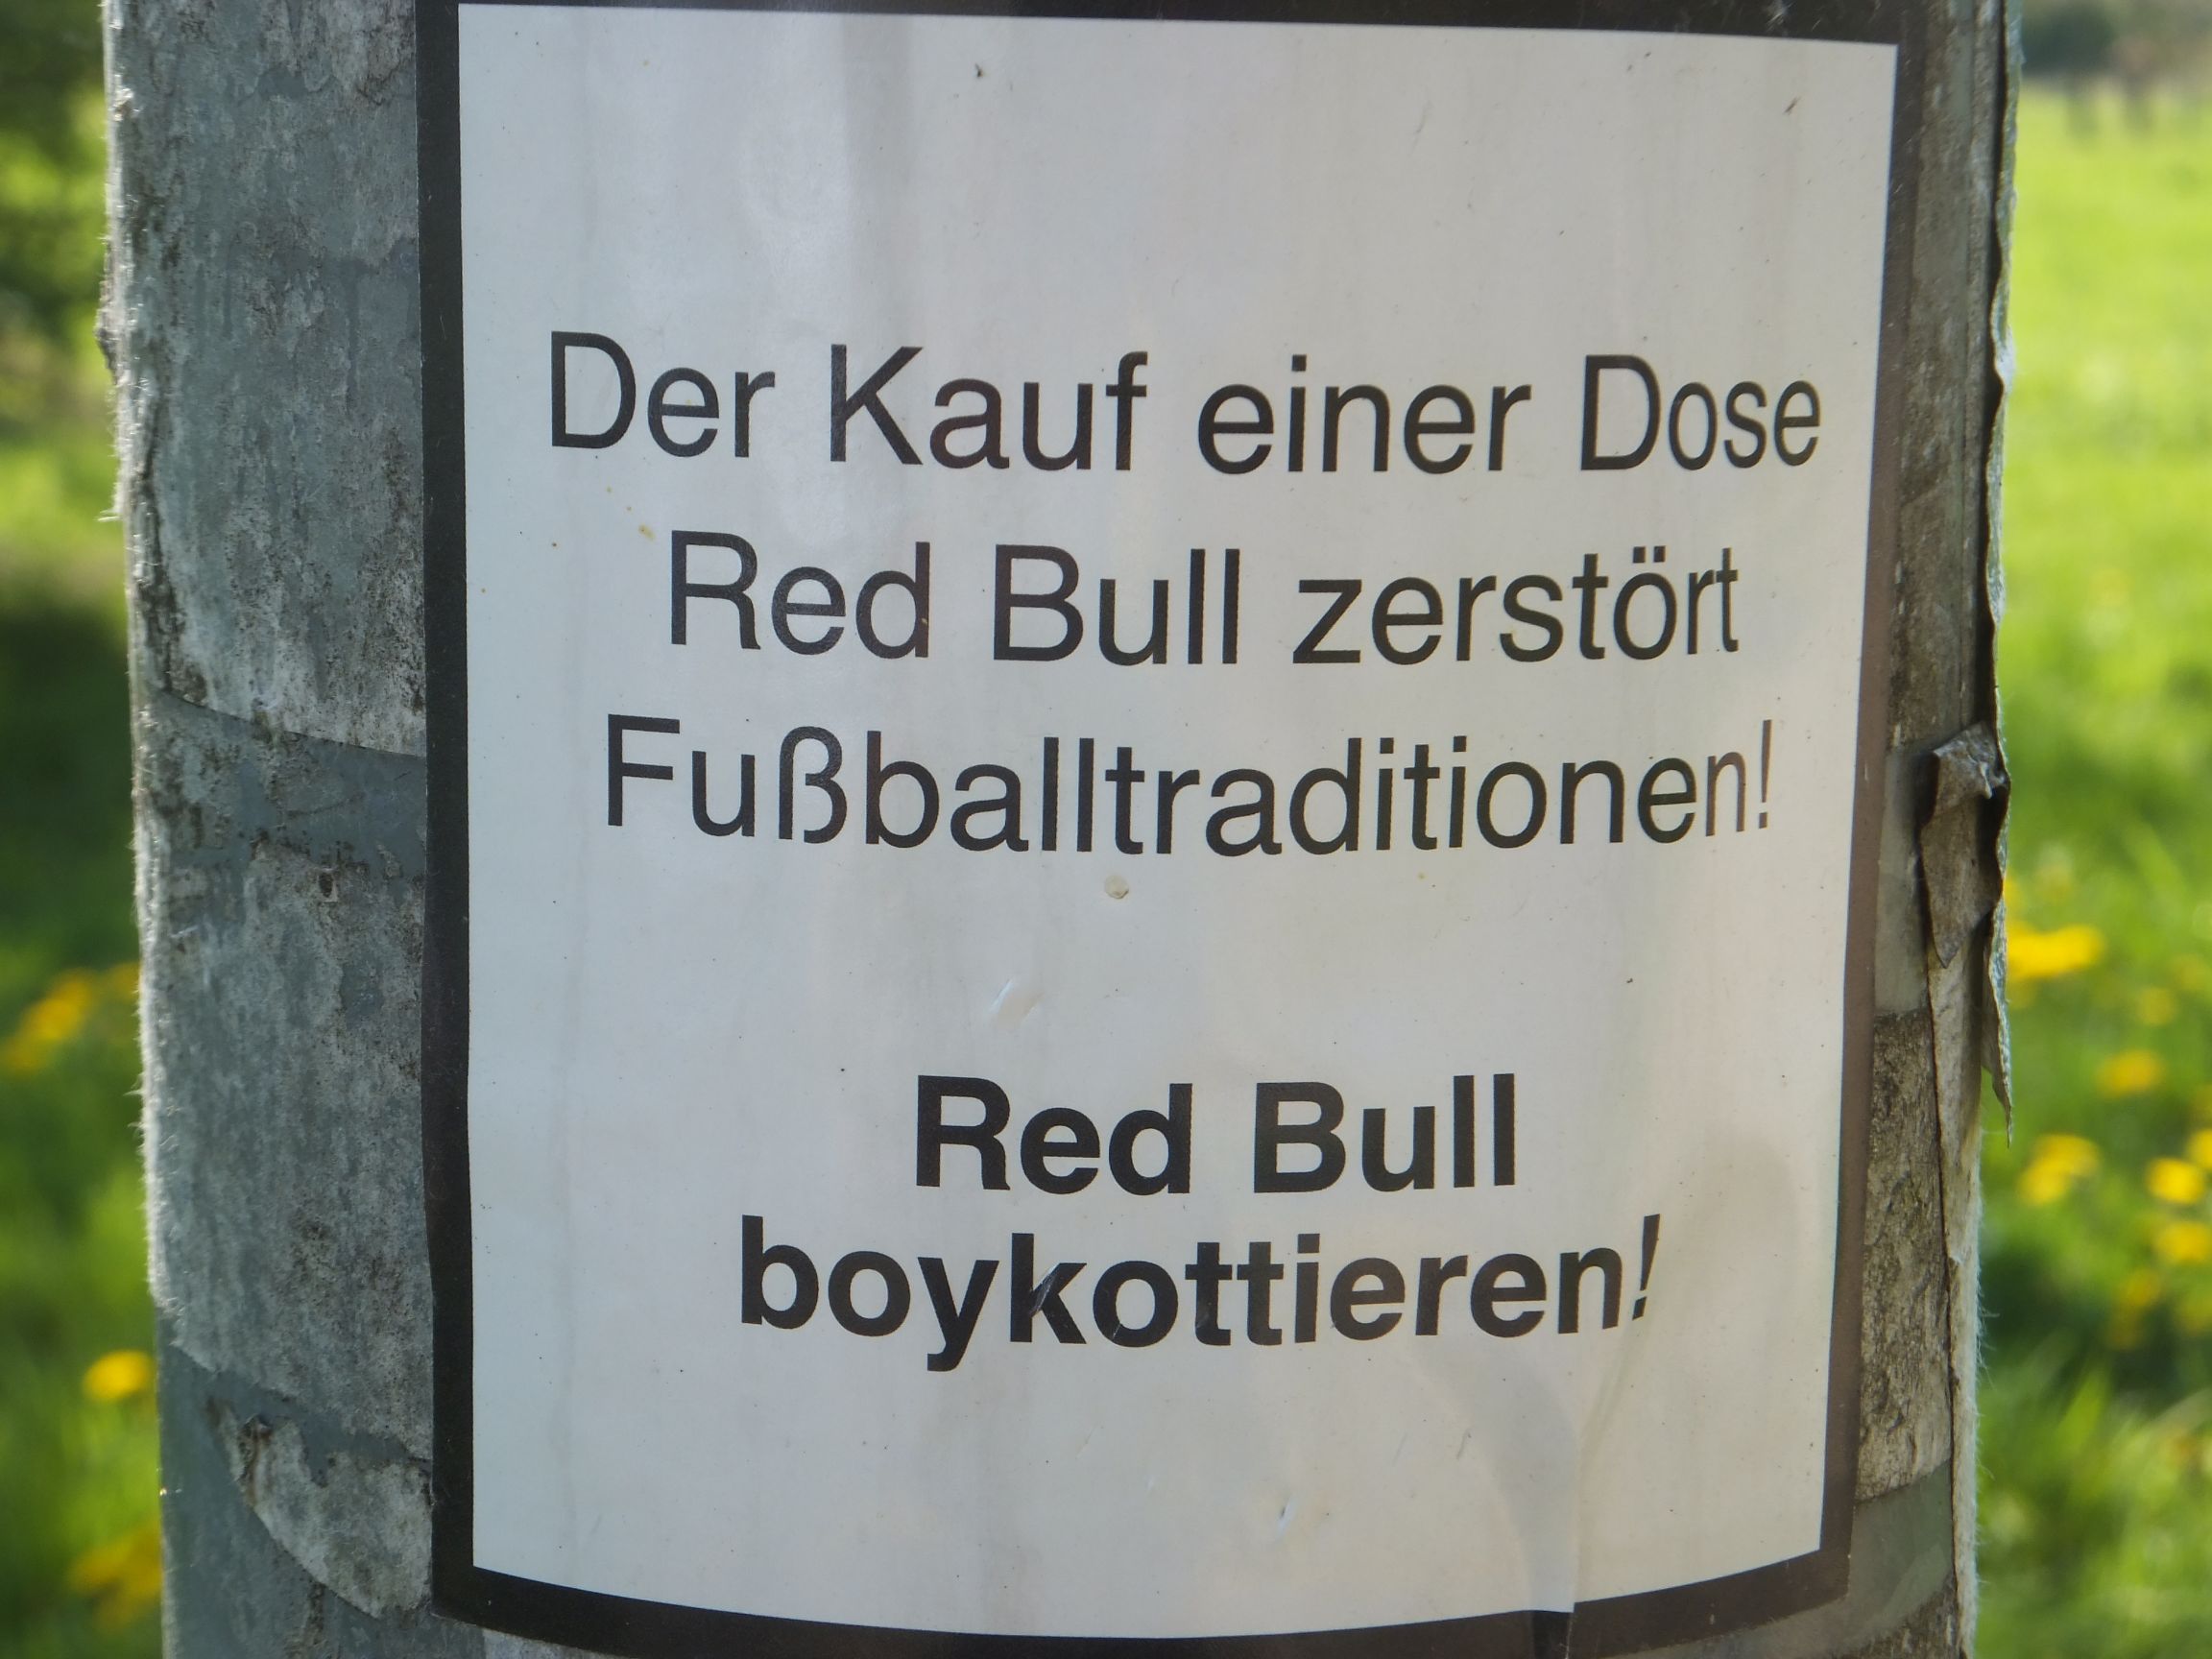 Der Kauf einer Dose
Red Bull zerstört
Fußballtraditionen!
Red Bull
boykottieren!